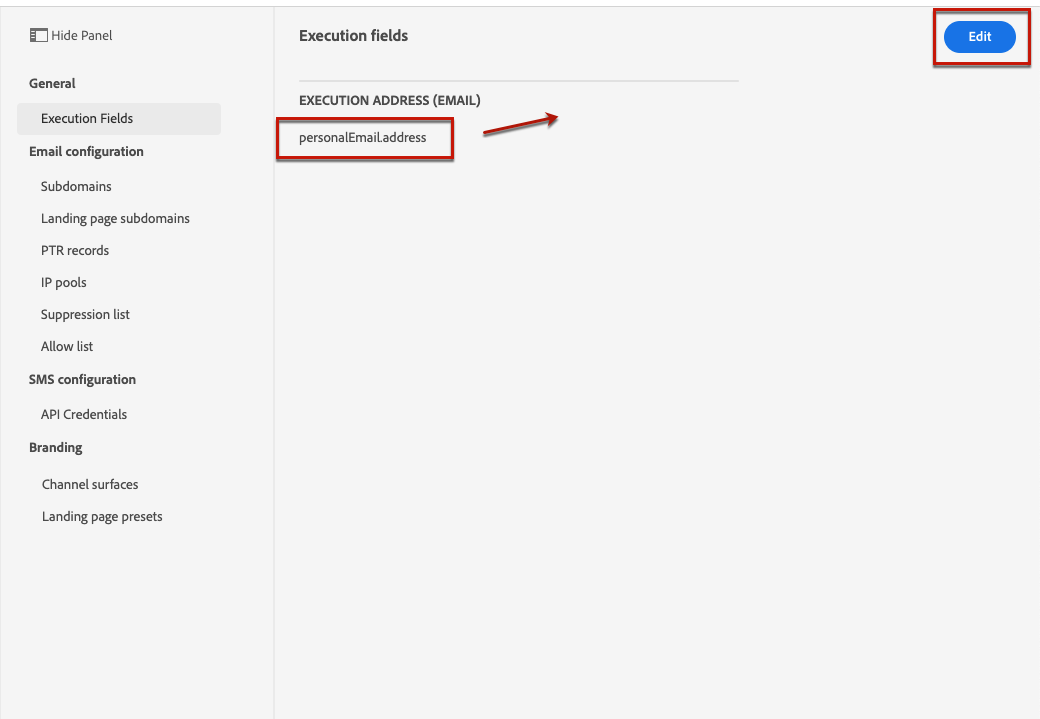 Hide Panel
General
Execution Fields
Email configuration
Subdomains
Landing page subdomains
PTR records
IP pools
Suppression list
Allow list
SMS configuration
API Credentials
Branding
Channel surfaces
Landing page presets
Execution fields
Edit
EXECUTION ADDRESS (EMAIL)
personalEmail.address